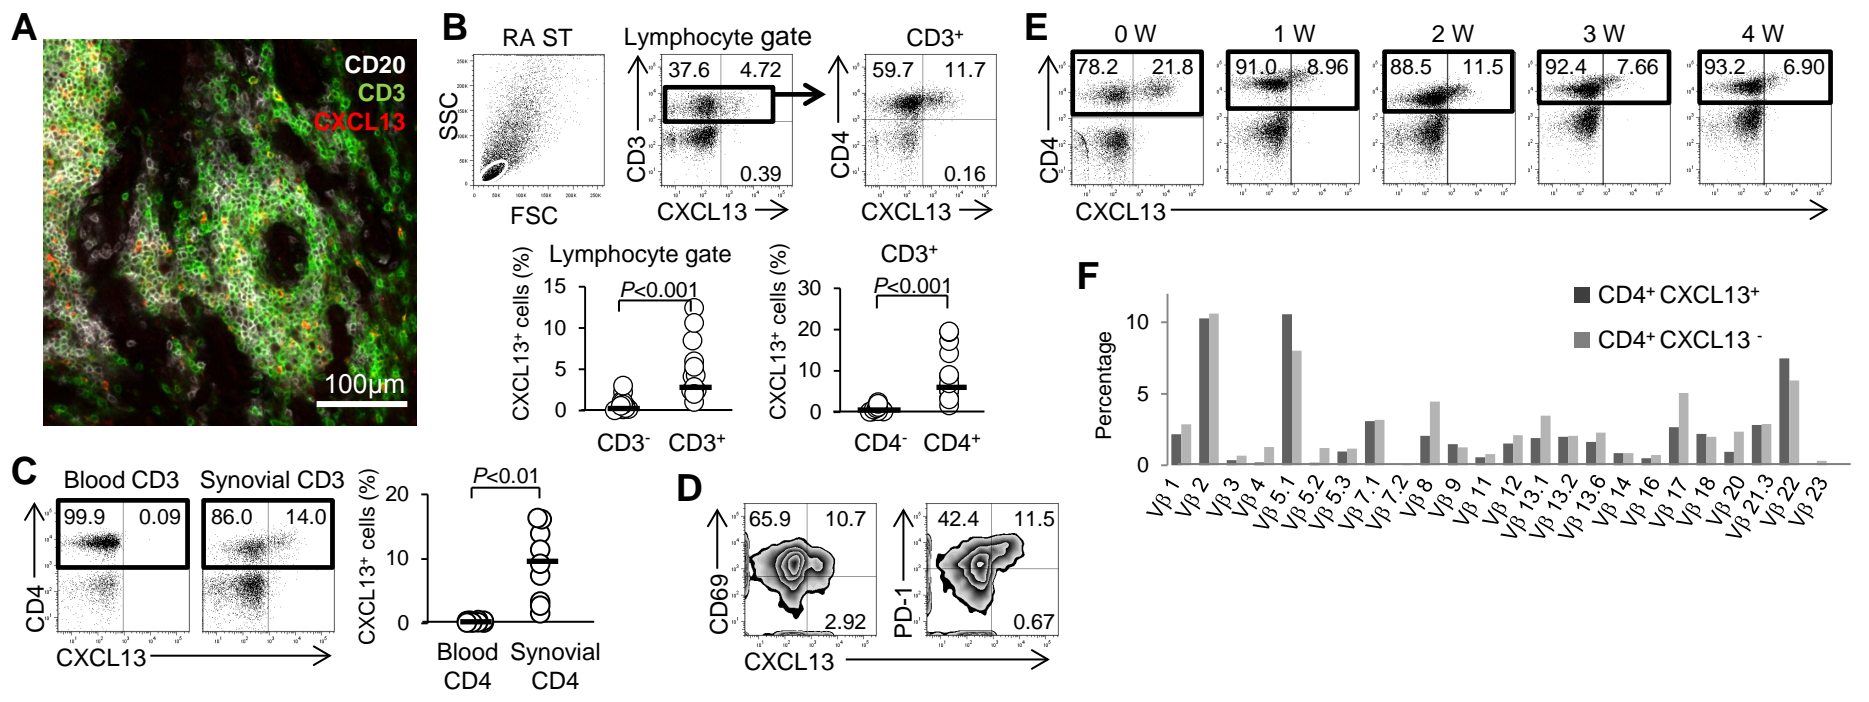 A
CD20
CD3
CXCL13
100µm
B
RA ST
Lymphocyte gate
CD3⁺
SSC
FSC
37.6 4.72
0.39
CD3
CXCL13
59.7 11.7
0.16
CD4
CXCL13
Lymphocyte gate
CXCL13⁺ cells (%)
15
10
5
0
P<0.001
CD3⁻ CD3⁺
CD3⁺
CXCL13⁺ cells (%)
30
20
10
0
P<0.001
CD4⁻ CD4⁺
C
Blood CD3 Synovial CD3
99.9 0.09
86.0 14.0
CD4
CXCL13
CXCL13⁺ cells (%)
20
10
0
P<0.01
Blood Synovial
CD4 CD4
D
65.9 10.7
2.92
CD69
42.4 11.5
0.67
PD-1
CXCL13
E
0 W 1 W 2 W 3 W 4 W
78.2 21.8 91.0 8.96 88.5 11.5 92.4 7.66 93.2 6.90
CD4
CXCL13
F
CD4⁺ CXCL13⁺
CD4⁺ CXCL13 ⁻
Percentage
10
5
0
Vβ 1
Vβ 2
Vβ 3
Vβ 4
Vβ 5.1
Vβ 5.2
Vβ 5.3
Vβ 7.1
Vβ 7.2
Vβ 8
Vβ 9
Vβ 11
Vβ 12
Vβ 13.1
Vβ 13.2
Vβ 13.6
Vβ 14
Vβ 16
Vβ 17
Vβ 18
Vβ 20
Vβ 21.3
Vβ 22
Vβ 23